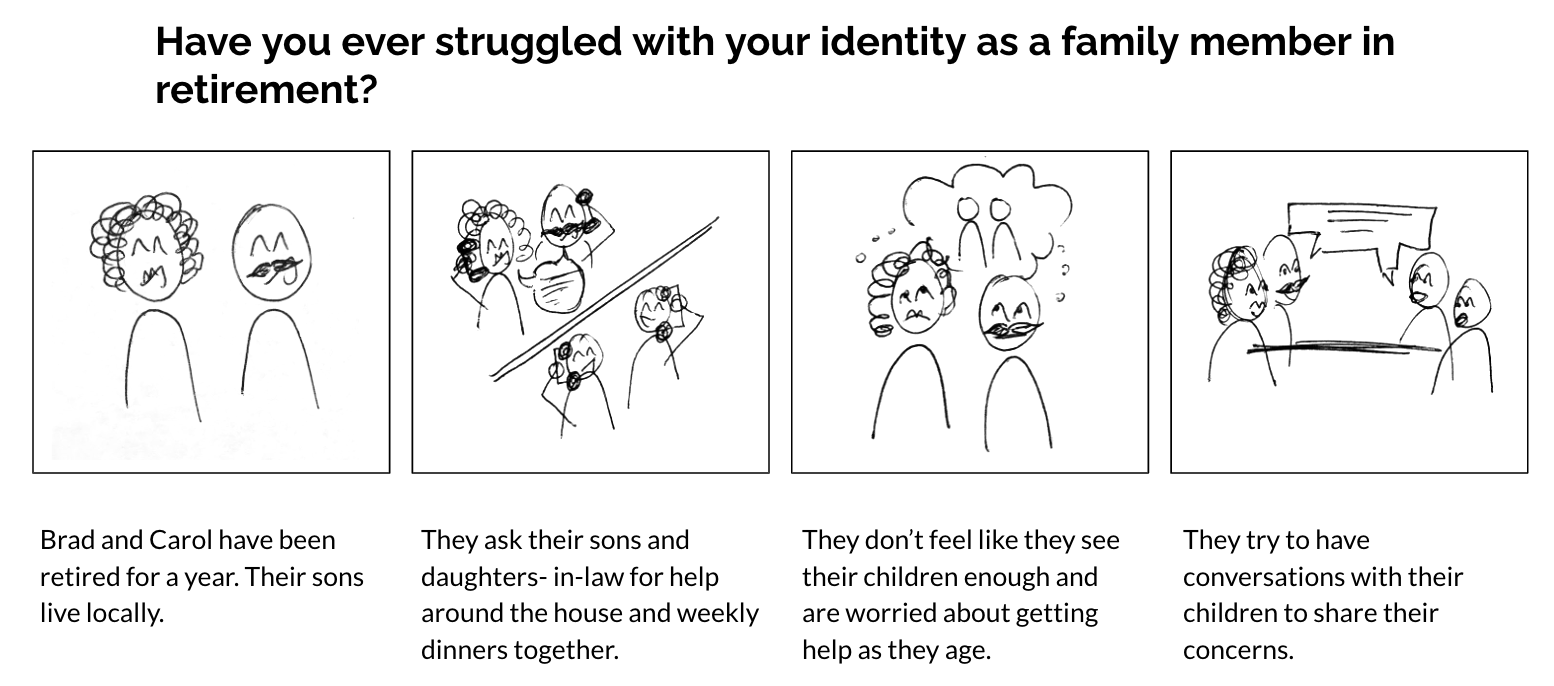 Have you ever struggled with your identity as a family member in
retirement?
Brad and Carol have been
retired for a year. Their sons
live locally.
They ask their sons and
daughters- in-law for help
around the house and weekly
dinners together.
They don’t feel like they see
their children enough and
are worried about getting
help as they age.
They try to have
conversations with their
children to share their
concerns.